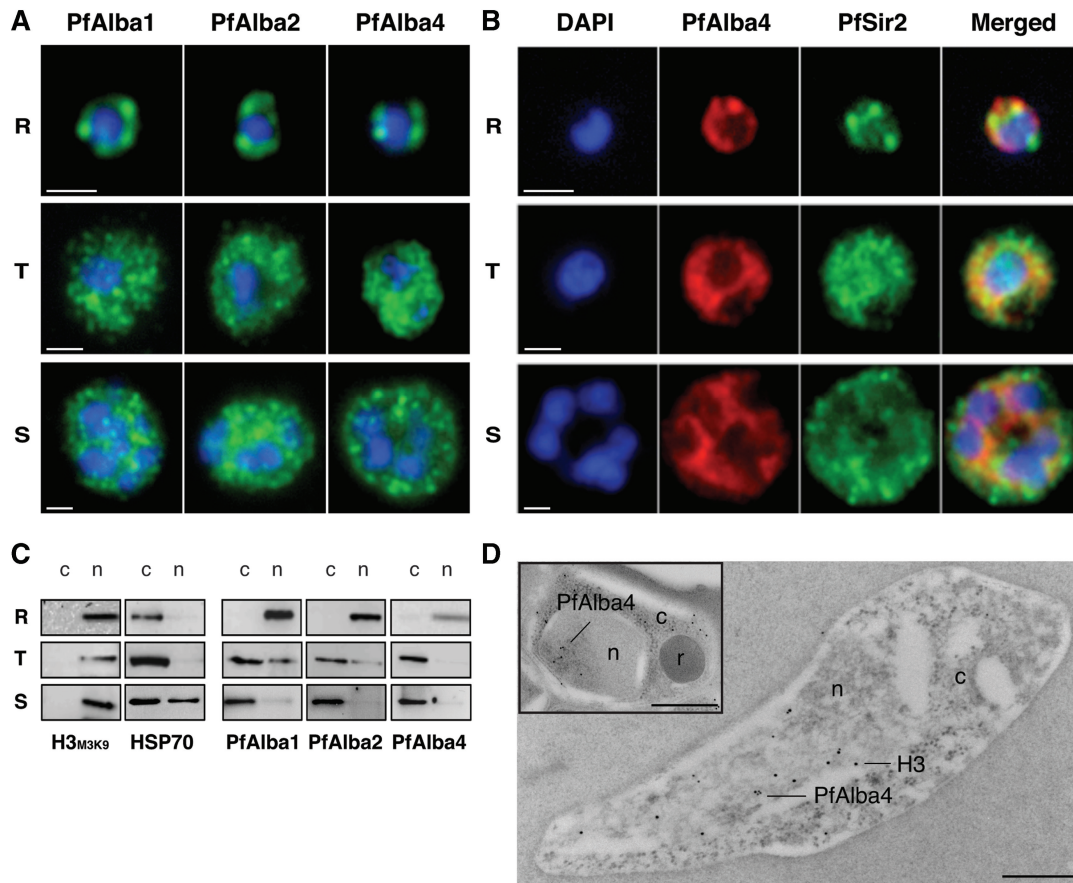 A PfAlba1 PfAlba2 PfAlba4
B DAPI PfAlba4 PfSir2 Merged
R
T
S
R
T
S
C
c n c n c n c n c n
R
T
S
H3M3K9 HSP70 PfAlba1 PfAlba2 PfAlba4
D
PfAlba4
c
n
r
n
c
H3
PfAlba4